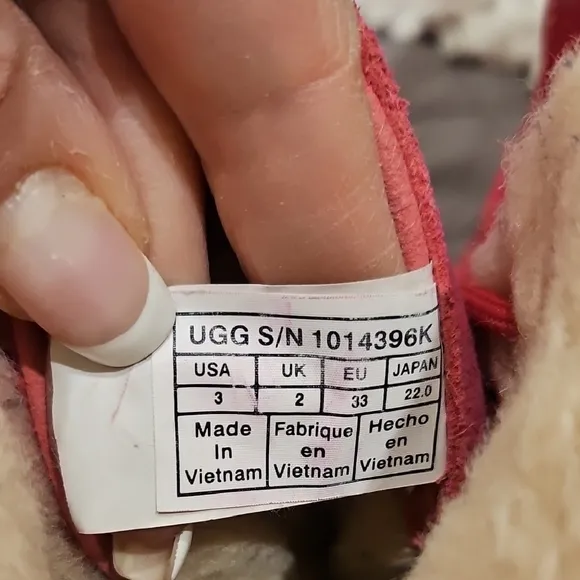 UGG S/N 1014396K
USA UK EU JAPAN
3 2 33 22.0
Made Fabrique Hecho
In en en
Vietnam Vietnam Vietnam